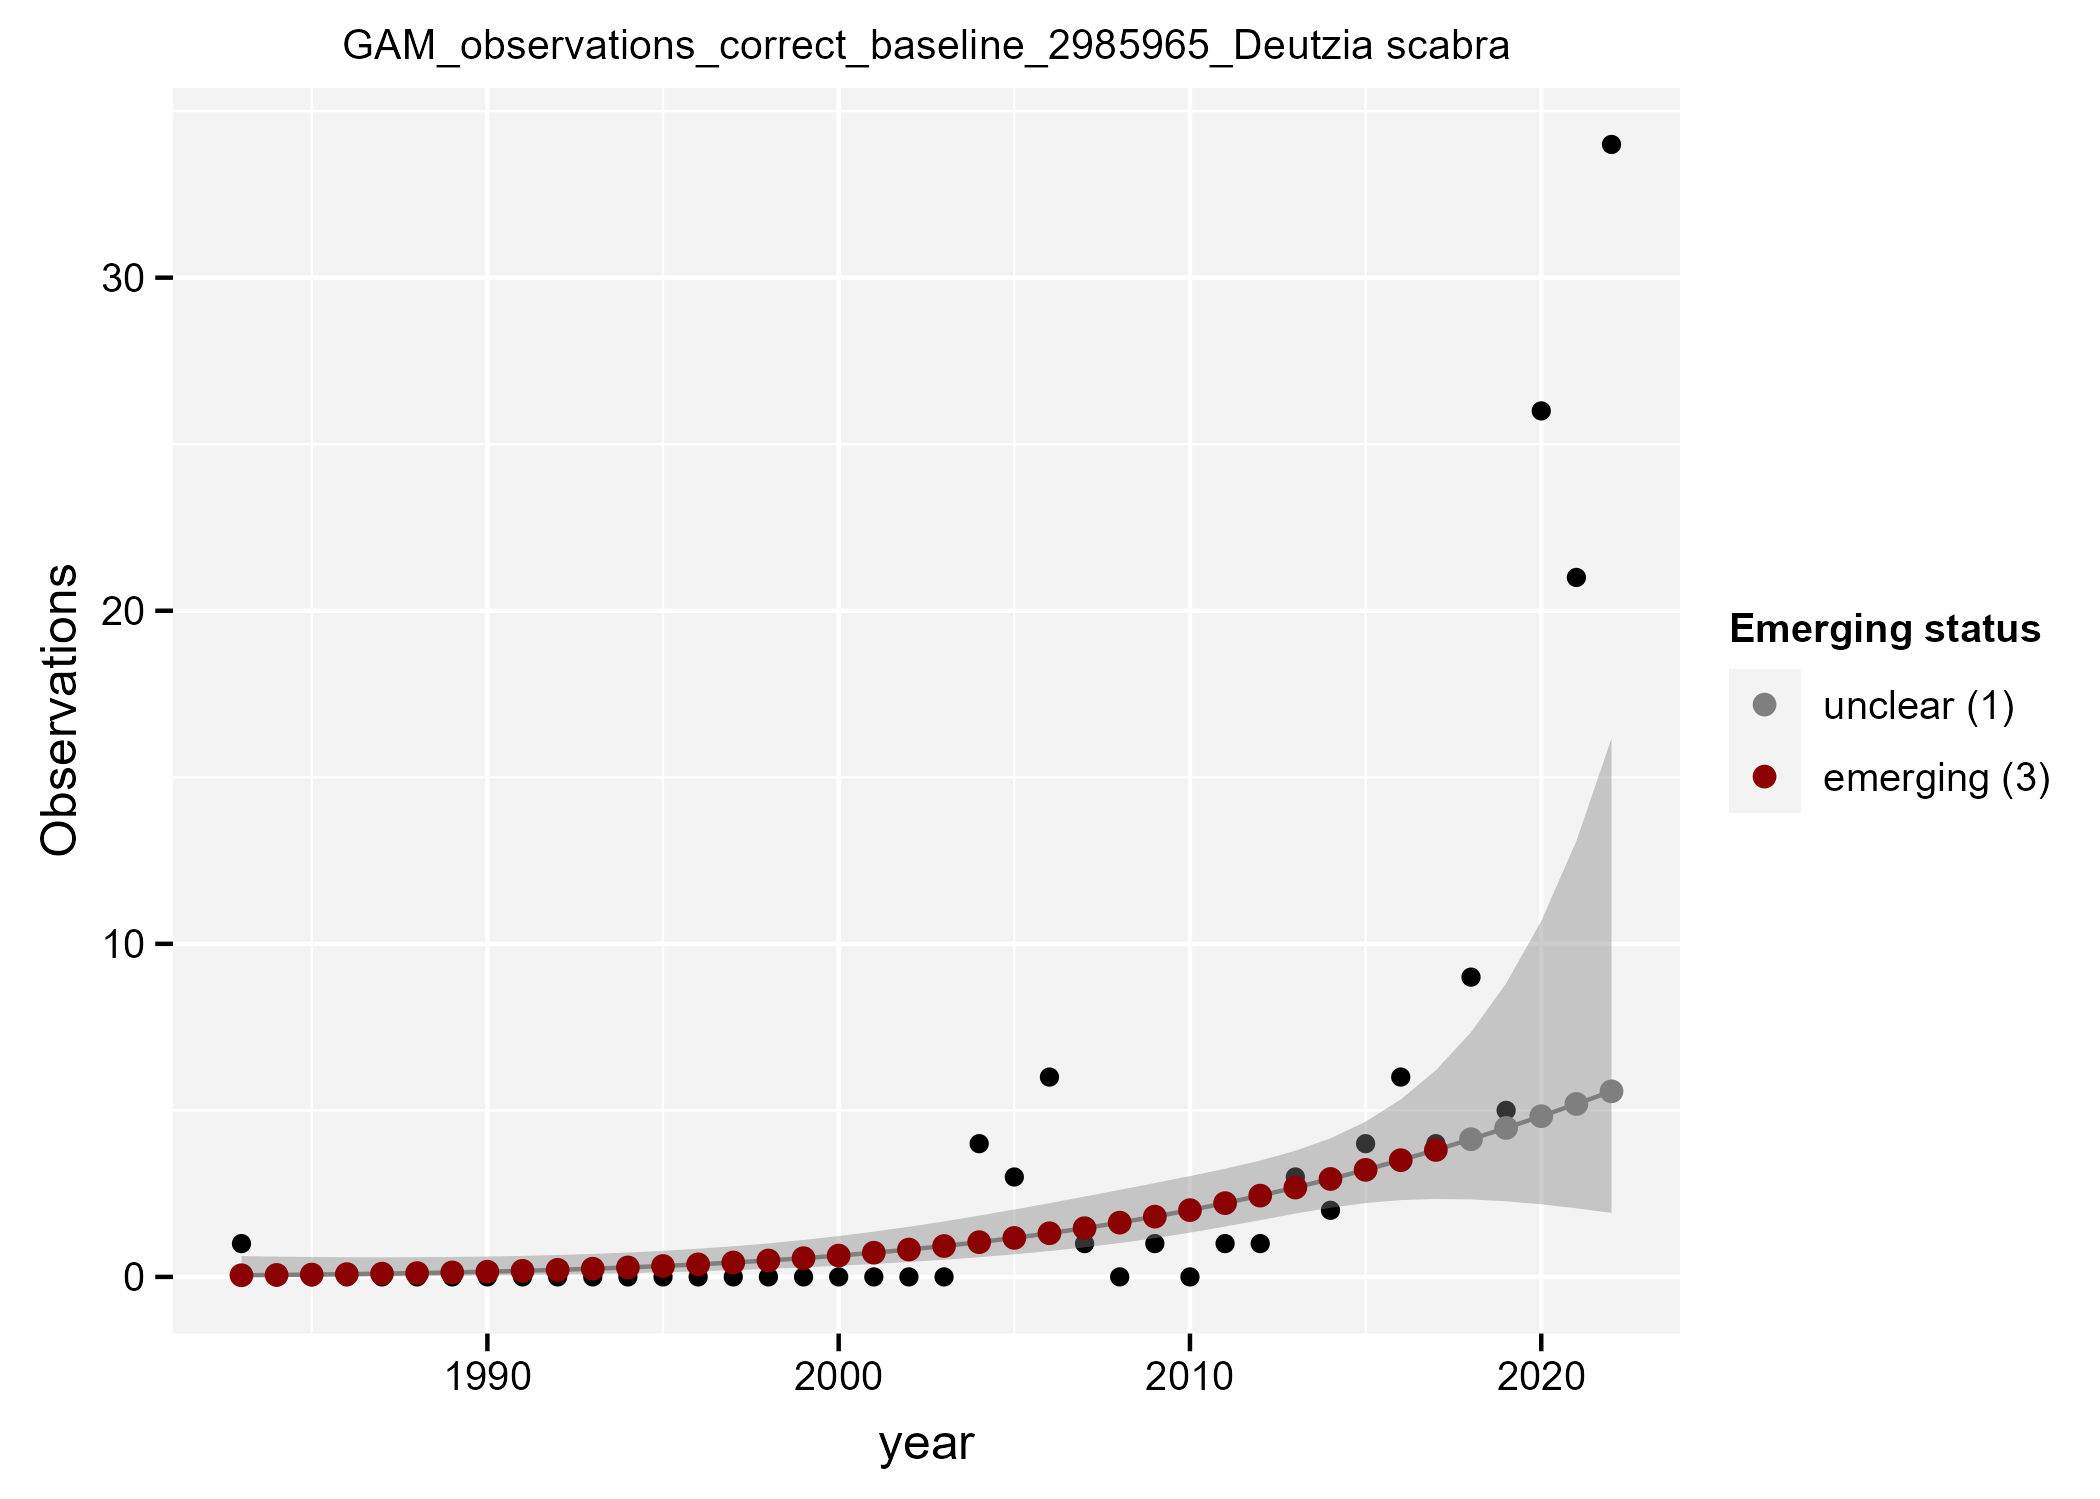 GAM_observations_correct_baseline_2985965_Deutzia scabra
Observations
30
20
10
0
1990
2000
2010
2020
year
Emerging status
unclear (1)
emerging (3)